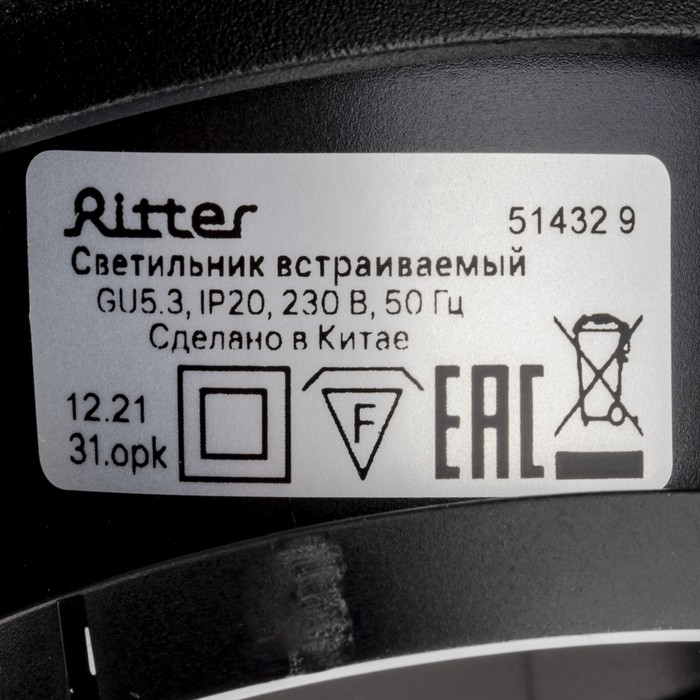 Ritter
51432 9
Светильник встраиваемый
GU5.3, IP20, 230 В, 50 Гц
Сделано в Китае
12.21
31.opk
F
EAC